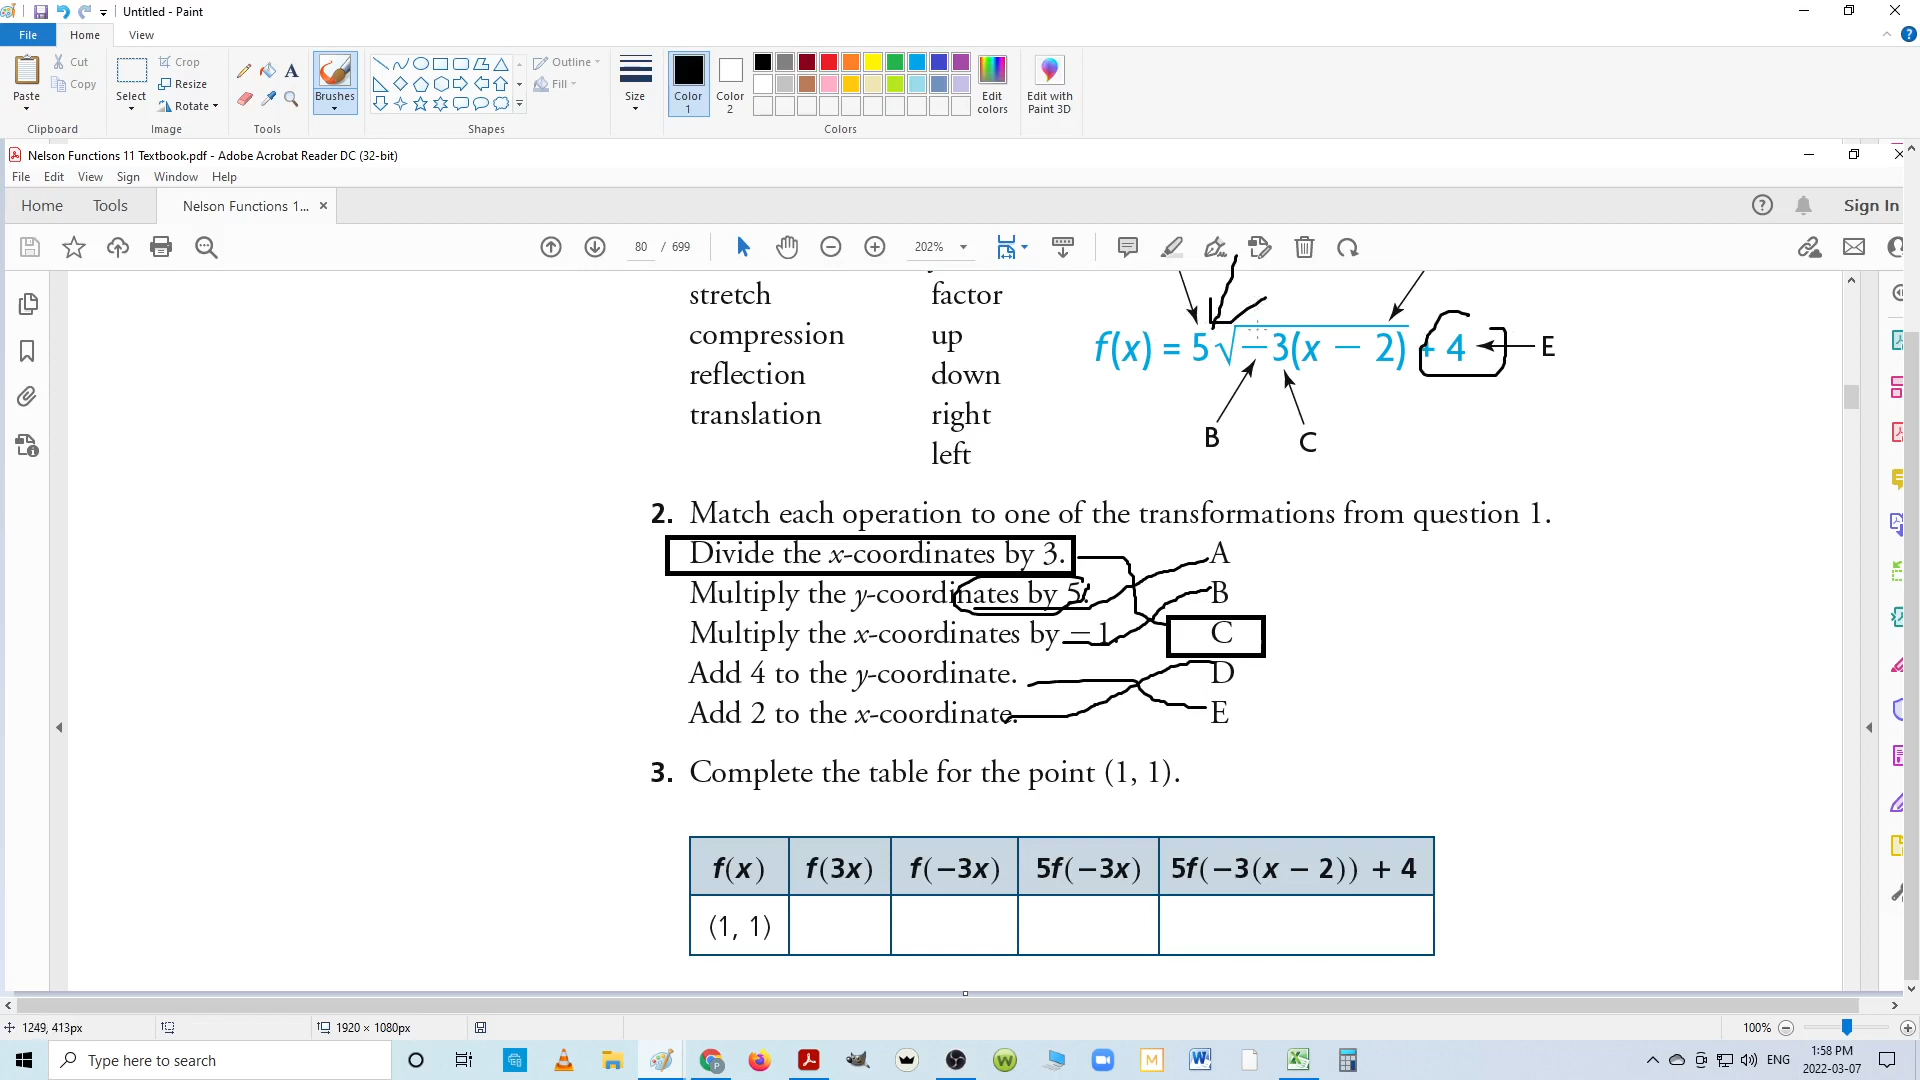 Untitled - Paint
File Home View
Paste Cut Copy Clipboard
Select Crop Resize Rotate Image
Tools
Brushes
Shapes Outline Fill
Size
Color 1 Color 2 Colors
Edit colors
Edit with Paint 3D
Nelson Functions 11 Textbook.pdf - Adobe Acrobat Reader DC (32-bit)
File Edit View Sign Window Help
Home Tools Nelson Functions 1... × Sign In
80 / 699 202%
stretch factor
compression up
reflection down
translation right
left
f(x) = 5√−3(x − 2) + 4 E
B C
2. Match each operation to one of the transformations from question 1.
Divide the x-coordinates by 3. A
Multiply the y-coordinates by 5. B
Multiply the x-coordinates by −1. C
Add 4 to the y-coordinate. D
Add 2 to the x-coordinate. E
3. Complete the table for the point (1, 1).
f(x) f(3x) f(−3x) 5f(−3x) 5f(−3(x − 2)) + 4
(1, 1)
1249, 413px 1920 × 1080px 100%
Type here to search
ENG 1:58 PM
2022-03-07